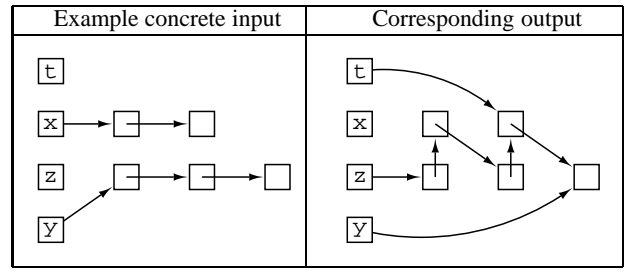 Example concrete input
Corresponding output
t
t
x
x
z
z
y
y